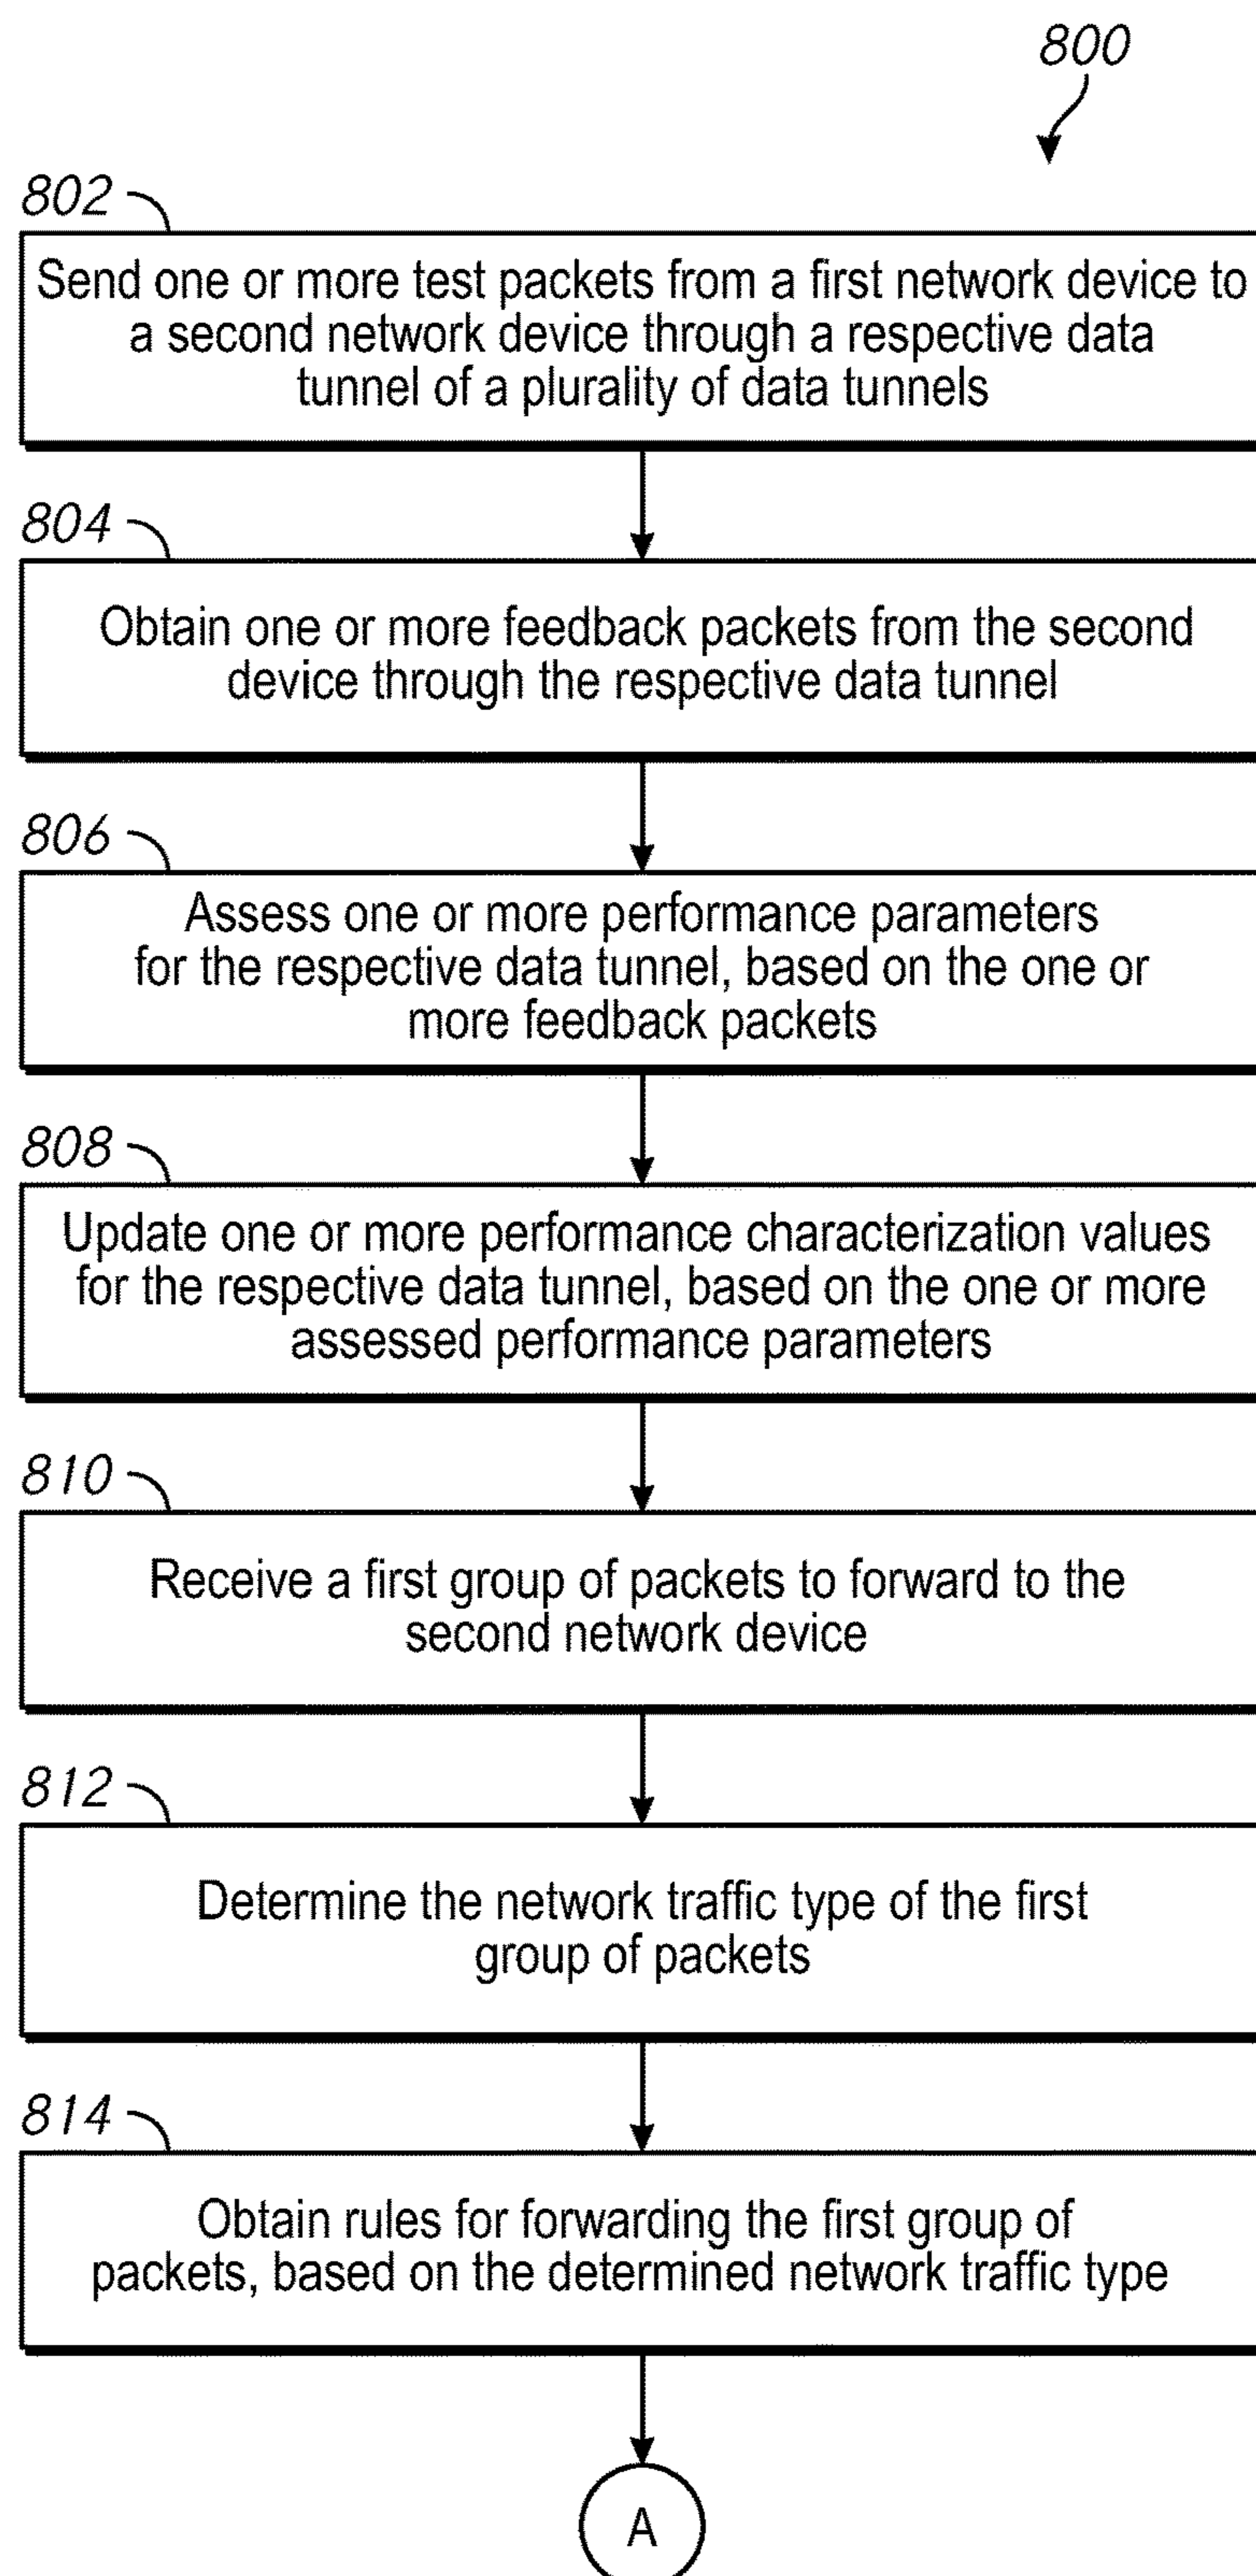 800
802
Send one or more test packets from a first network device to
a second network device through a respective data
tunnel of a plurality of data tunnels
804
Obtain one or more feedback packets from the second
device through the respective data tunnel
806
Assess one or more performance parameters
for the respective data tunnel, based on the one or
more feedback packets
808
Update one or more performance characterization values
for the respective data tunnel, based on the one or more
assessed performance parameters
810
Receive a first group of packets to forward to the
second network device
812
Determine the network traffic type of the first
group of packets
814
Obtain rules for forwarding the first group of
packets, based on the determined network traffic type
A